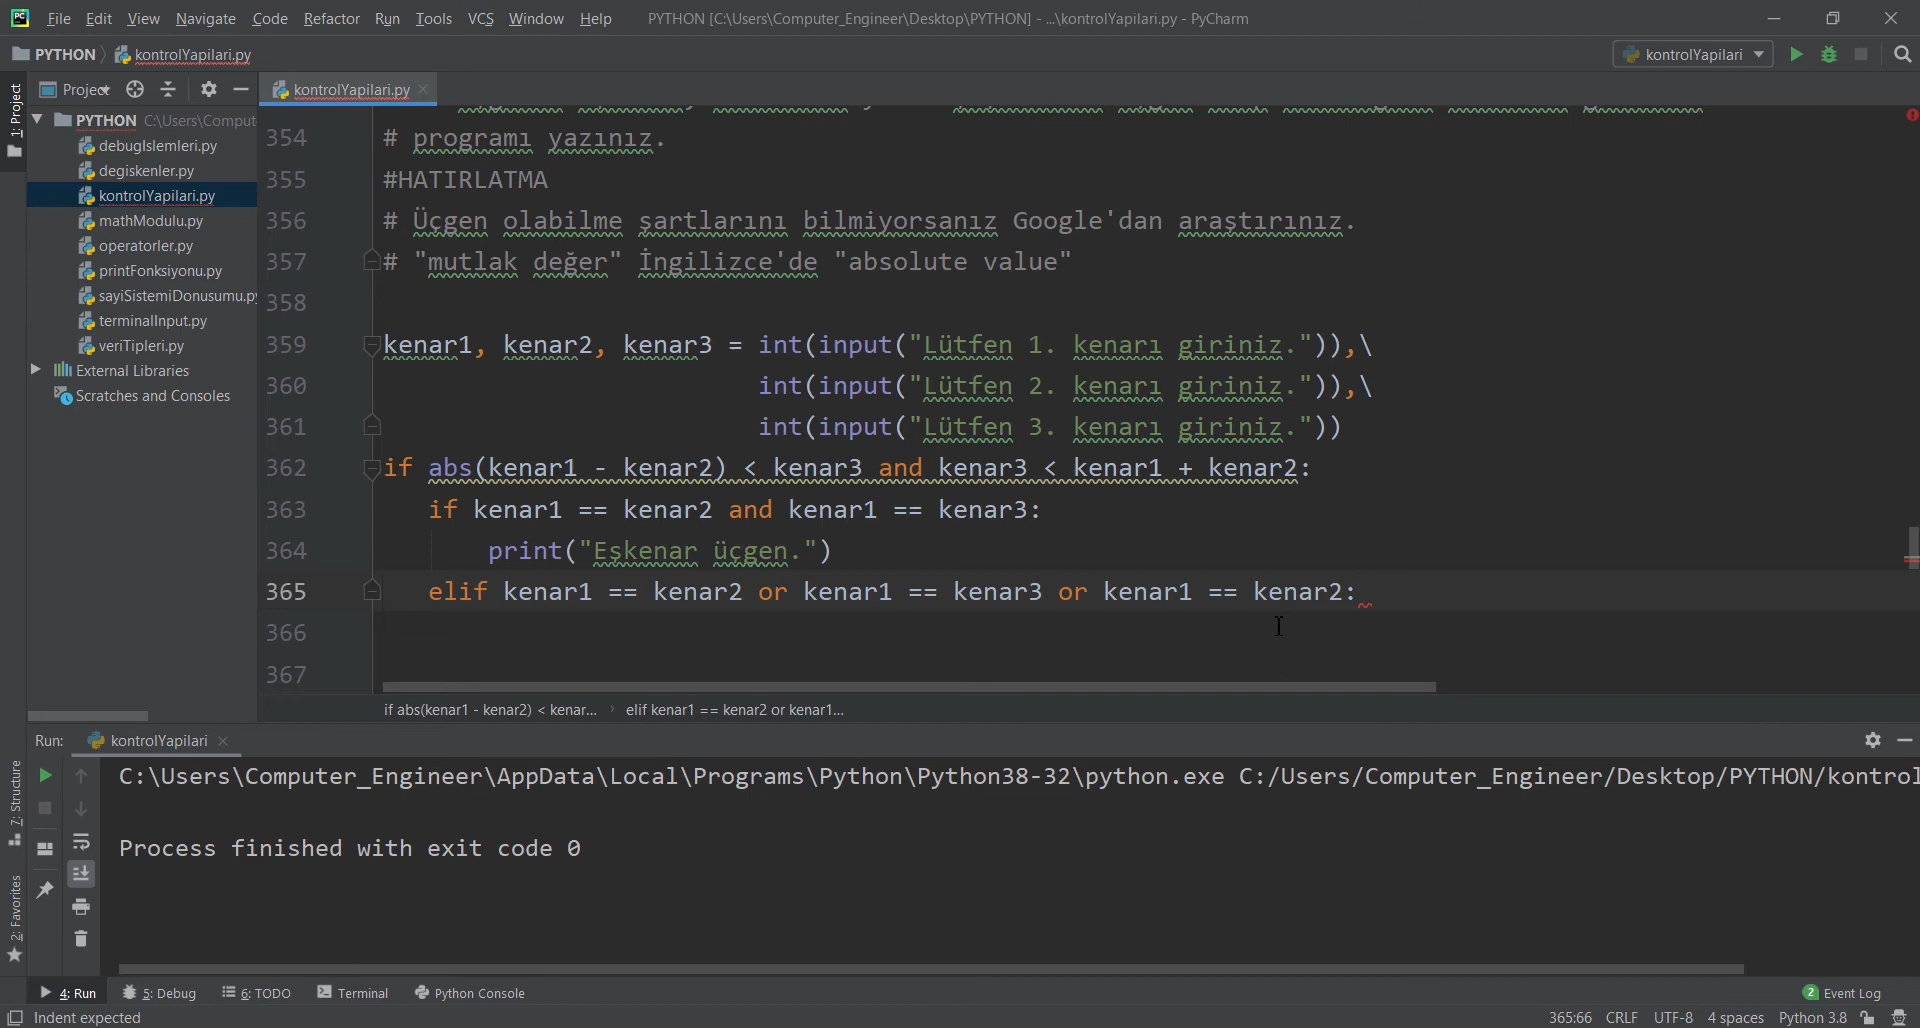 File Edit View Navigate Code Refactor Run Tools VCS Window Help PYTHON [C:\Users\Computer_Engineer\Desktop\PYTHON] - ...\kontrolYapilari.py - PyCharm
PYTHON kontrolYapilari.py kontrolYapilari
1: Project
Project
kontrolYapilari.py
PYTHON C:\Users\Comput
debugIslemleri.py
degiskenler.py
kontrolYapilari.py
mathModulu.py
operatorler.py
printFonksiyonu.py
sayiSistemiDonusumu.py
terminalInput.py
veriTipleri.py
External Libraries
Scratches and Consoles
354 # programı yazınız.
355 #HATIRLATMA
356 # Üçgen olabilme şartlarını bilmiyorsanız Google'dan araştırınız.
357 # "mutlak değer" İngilizce'de "absolute value"
358
359 kenar1, kenar2, kenar3 = int(input("Lütfen 1. kenarı giriniz.")),\
360 int(input("Lütfen 2. kenarı giriniz.")),\
361 int(input("Lütfen 3. kenarı giriniz."))
362 if abs(kenar1 - kenar2) < kenar3 and kenar3 < kenar1 + kenar2:
363 if kenar1 == kenar2 and kenar1 == kenar3:
364 print("Eşkenar üçgen.")
365 elif kenar1 == kenar2 or kenar1 == kenar3 or kenar1 == kenar2:
366
367
if abs(kenar1 - kenar2) < kenar... elif kenar1 == kenar2 or kenar1...
Run: kontrolYapilari
C:\Users\Computer_Engineer\AppData\Local\Programs\Python\Python38-32\python.exe C:/Users/Computer_Engineer/Desktop/PYTHON/kontrol
Process finished with exit code 0
7: Structure
2: Favorites
4: Run 5: Debug 6: TODO Terminal Python Console 2 Event Log
Indent expected 365:66 CRLF UTF-8 4 spaces Python 3.8